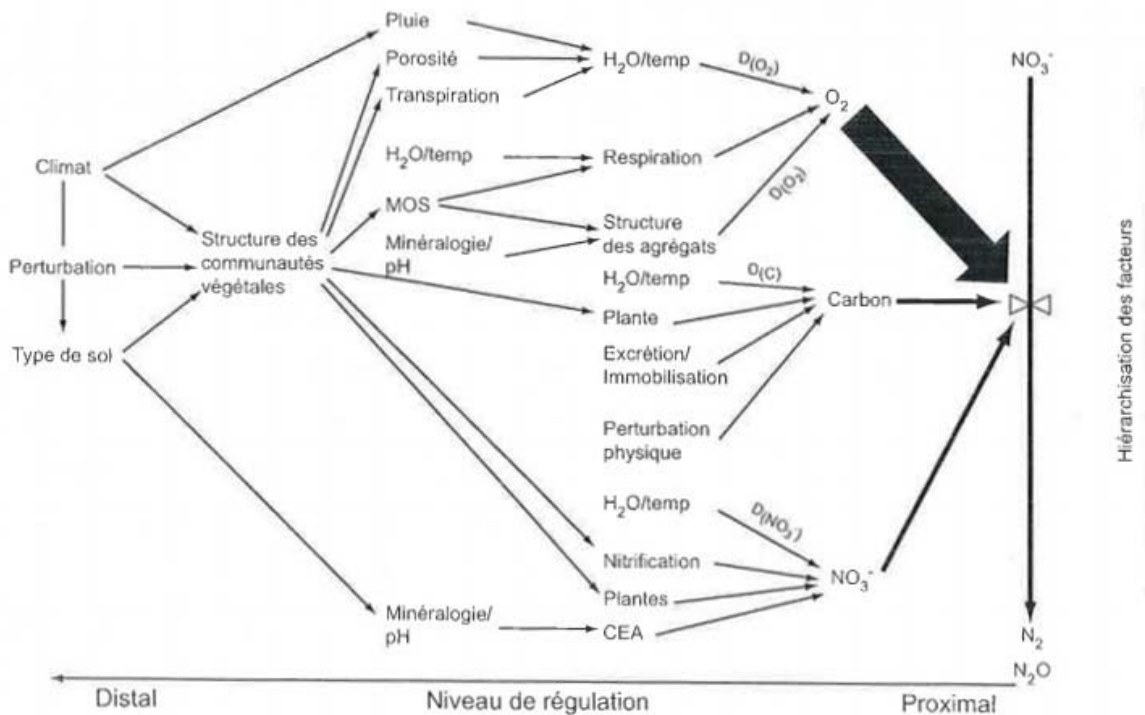 Pluie
Porosité
Transpiration
H₂O/temp
D(O₂)
O₂
NO₃⁻
Climat
H₂O/temp
Respiration
MOS
D(O₂)
Structure des
communautés
végétales
Minéralogie/
pH
Structure
des agrégats
Perturbation
H₂O/temp
O(C)
Carbon
Plante
Type de sol
Excrétion/
Immobilisation
Perturbation
physique
H₂O/temp
D(NO₃⁻)
Nitrification
NO₃⁻
Plantes
Minéralogie/
pH
CEA
N₂
N₂O
Distal
Niveau de régulation
Proximal
Hiérarchisation des facteurs